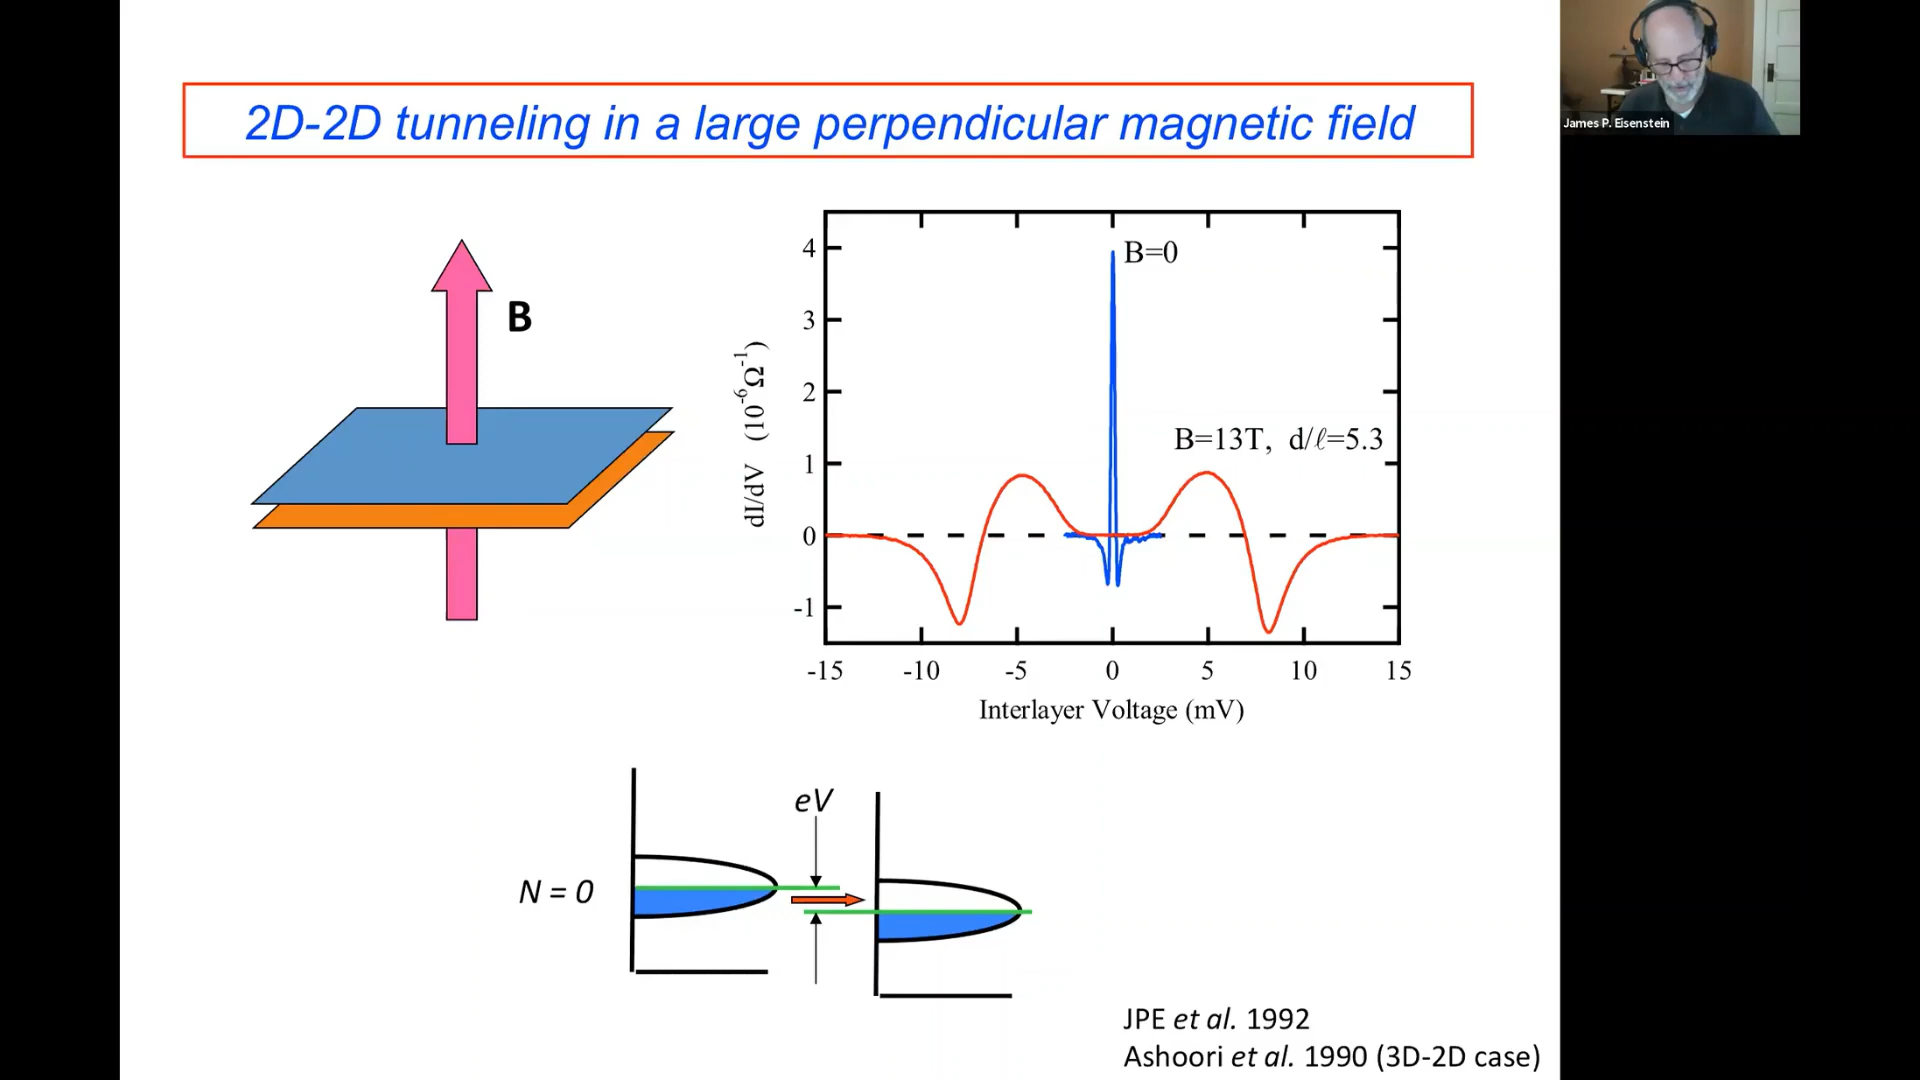 2D-2D tunneling in a large perpendicular magnetic field
James P. Eisenstein
B
dI/dV (10⁻⁶Ω⁻¹)
4
3
2
1
0
-1
B=0
B=13T, d/ℓ=5.3
-15 -10 -5 0 5 10 15
Interlayer Voltage (mV)
eV
N = 0
JPE et al. 1992
Ashoori et al. 1990 (3D-2D case)